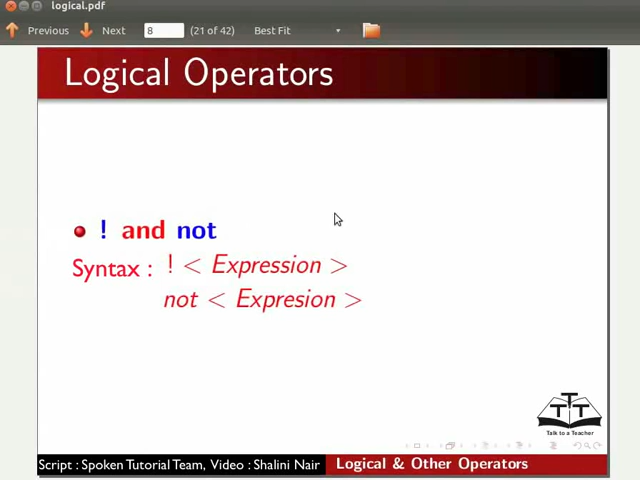 logical.pdf
Previous Next 8 (21 of 42) Best Fit
Logical Operators
! and not
Syntax : ! < Expression >
not < Expresion >
TTT
Talk to a Teacher
Script : Spoken Tutorial Team, Video : Shalini Nair Logical & Other Operators